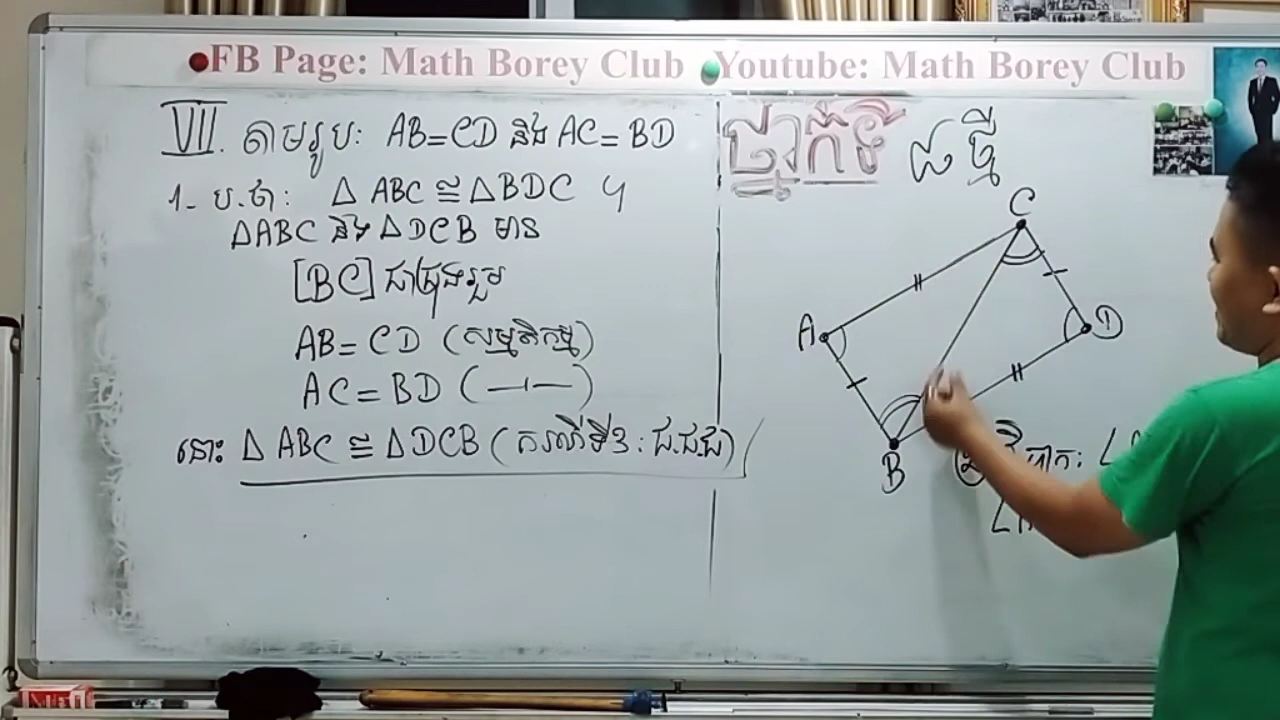 FB Page: Math Borey Club Youtube: Math Borey Club
VII. តាមរូប: AB=CD និង AC=BD
1- ប.ថា: Δ ABC ≅ Δ BDC ។
Δ ABC និង Δ DCB មាន
[BC] ជាជ្រុងរួម
AB= CD (សម្មតិកម្ម)
AC=BD (—ı—)
នោះ Δ ABC ≅ Δ DCB (ករណីទី3: ជ.ជ.ជ)
ថ្នាក់ទី
C
A
D
B
បាក: ∠
∠